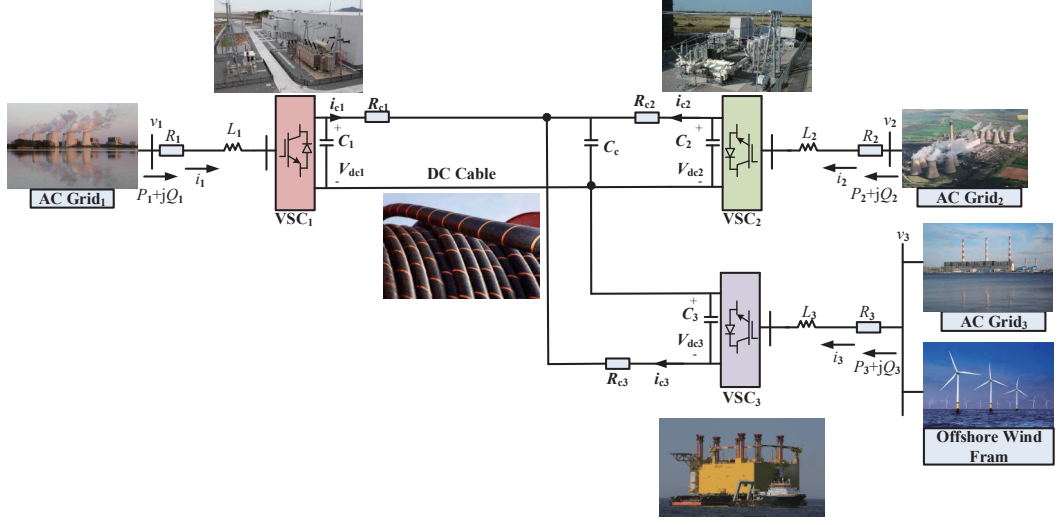 v1
R1
L1
i1
P1+jQ1
AC Grid1
VSC1
ic1
Rc1
+
C1
Vdc1
-
DC Cable
Cc
Rc2
ic2
+
C2
Vdc2
-
VSC2
L2
R2
v2
i2
P2+jQ2
AC Grid2
+
C3
Vdc3
-
Rc3
ic3
VSC3
L3
R3
v3
i3
P3+jQ3
AC Grid3
Offshore Wind
Fram